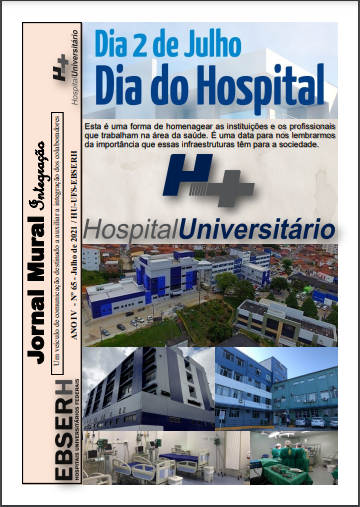 Dia 2 de Julho
Dia do Hospital
Esta é uma forma de homenagear as instituições e os profissionais
que trabalham na área da saúde. É uma data para nos lembrarmos
da importância que essas infraestruturas têm para a sociedade.
HospitalUniversitário
HospitalUniversitário
Jornal Mural Integração
Um veículo de comunicação destinado a auxiliar a integração dos colaboradores
ANO IV - Nº 65 - Julho de 2021 / HU-UFS-EBSERH
EBSERH
HOSPITAIS UNIVERSITÁRIOS FEDERAIS